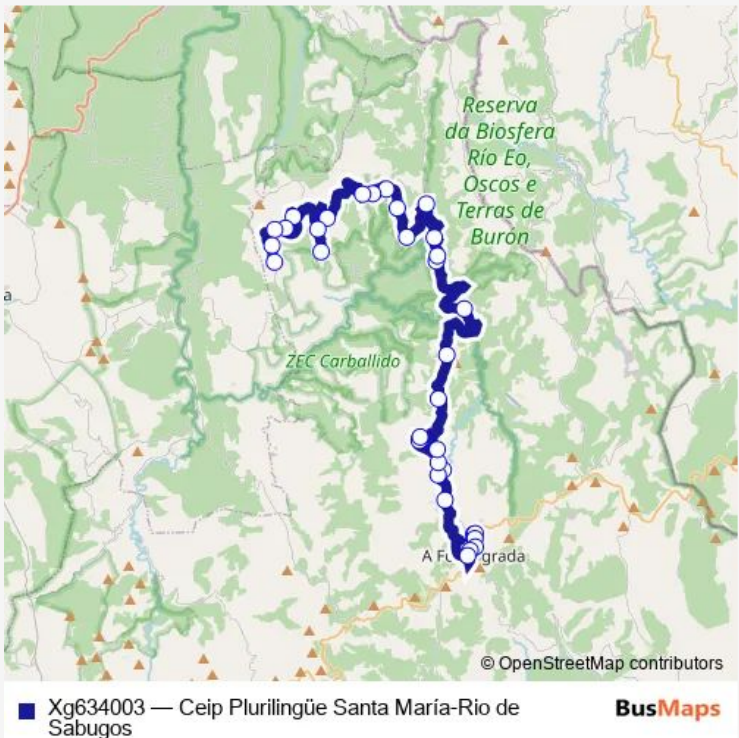 Reserva
da Biosfera
Río Eo,
Oscos e
Terras de
Burón
a
ZEC Carballido
A Fo grada
© OpenStreetMap contributors
Xg634003 — Ceip Plurilingüe Santa María-Rio de
Sabugos
BusMaps